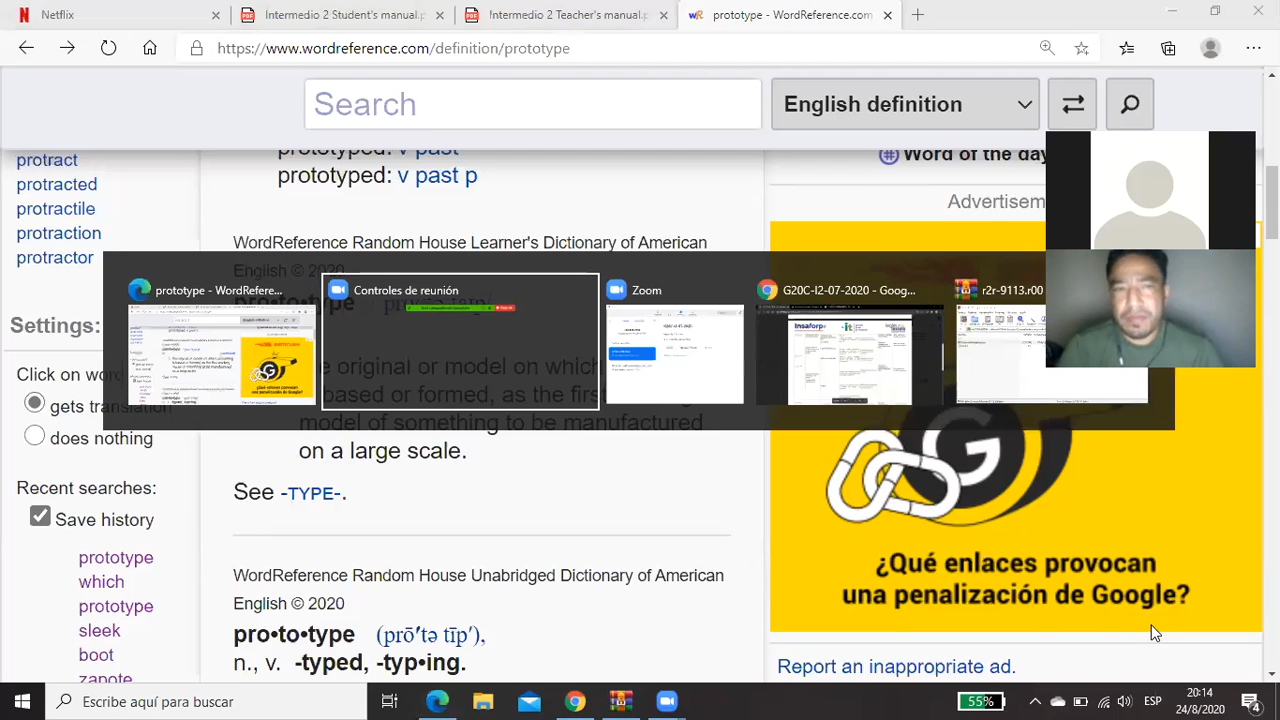 Netflix
Intermedio 2 Student's manual.p
Intermedio 2 Teacher's manual.p
prototype - WordReference.com
https://www.wordreference.com/definition/prototype
Search
English definition
protract
protracted
protractile
protraction
protractor
prototyped: v past
prototyped: v past p
Word of the day
Advertisem
WordReference Random House Learner's Dictionary of American
English © 2020
prototype - WordRefere...
Controles de reunión
Zoom
G20C-I2-07-2020 - Goog...
r2r-9113.r00
Insaforp
Settings:
Click on word
gets translation
does nothing
original or model on which
based or formed, as the first
model of something to be manufactured
on a large scale.
See -TYPE-.
Recent searches:
Save history
prototype
which
prototype
sleek
boot
zapote
WordReference Random House Unabridged Dictionary of American
English © 2020
pro•to•type (prō′tə tīp′),
n., v. -typed, -typ•ing.
G
¿Qué enlaces provocan
una penalización de Google?
Report an inappropriate ad.
Escribe aquí para buscar
55%
ESP
20:14
24/8/2020
4